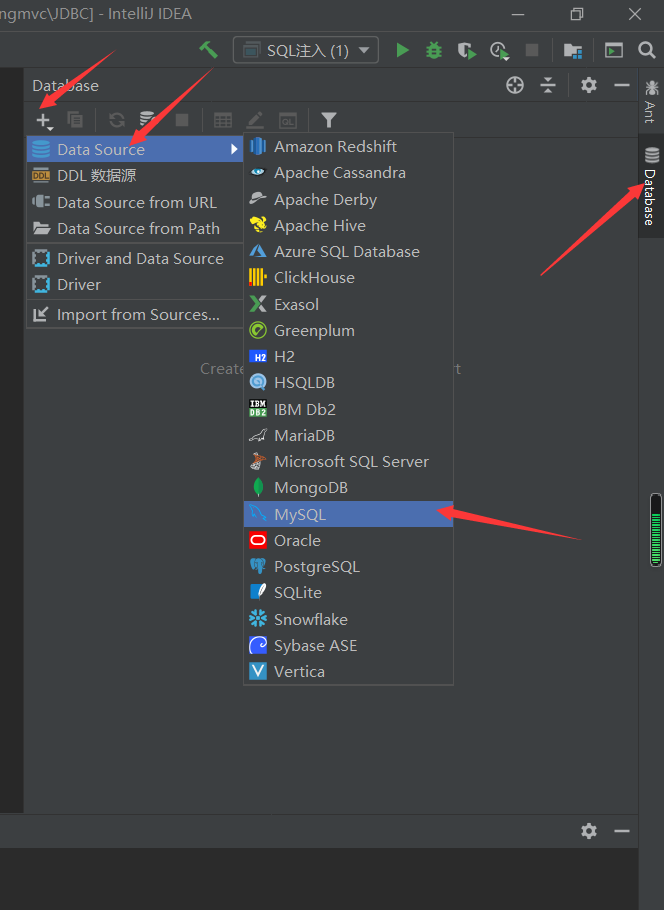 ngmvc\JDBC] - IntelliJ IDEA
SQL注入 (1)
Database
Ant
Database
Data Source
DDL 数据源
Data Source from URL
Data Source from Path
Driver and Data Source
Driver
Import from Sources...
Amazon Redshift
Apache Cassandra
Apache Derby
Apache Hive
Azure SQL Database
ClickHouse
Exasol
Greenplum
H2
HSQLDB
IBM Db2
MariaDB
Microsoft SQL Server
MongoDB
MySQL
Oracle
PostgreSQL
SQLite
Snowflake
Sybase ASE
Vertica